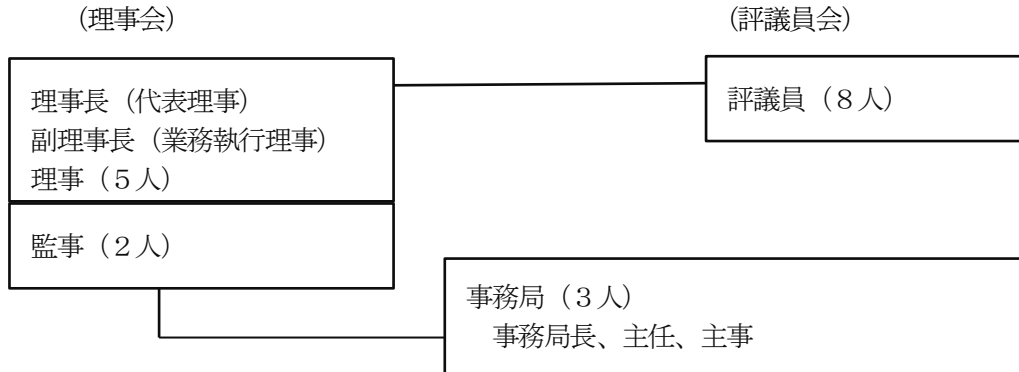 （理事会）
（評議員会）
理事長（代表理事）
副理事長（業務執行理事）
理事（５人）
評議員（８人）
監事（２人）
事務局（３人）
事務局長、主任、主事